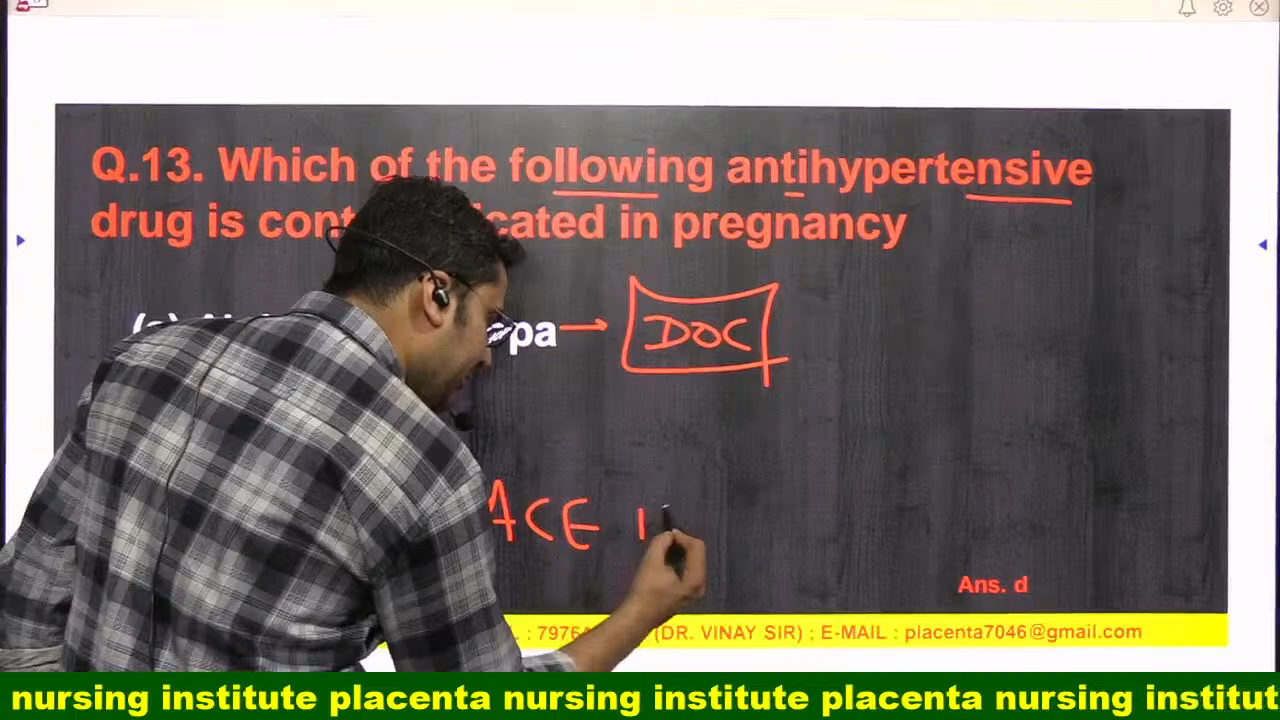 Q.13. Which of the following antihypertensive
drug is cated in pregnancy
pa → DOC
ACE
Ans. d
: 7976 (DR. VINAY SIR) ; E-MAIL : placenta7046@gmail.com
nursing institute placenta nursing institute placenta nursing institut